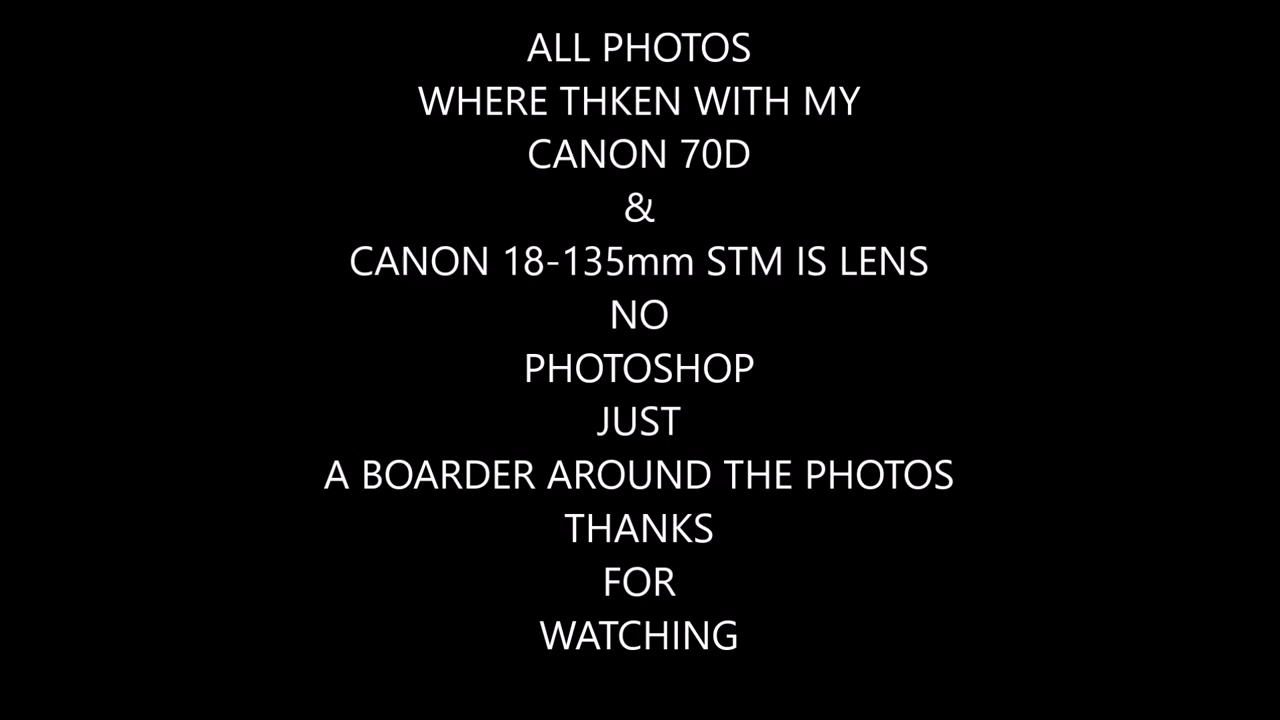 ALL PHOTOS
WHERE THKEN WITH MY
CANON 70D
&
CANON 18-135mm STM IS LENS
NO
PHOTOSHOP
JUST
A BOARDER AROUND THE PHOTOS
THANKS
FOR
WATCHING